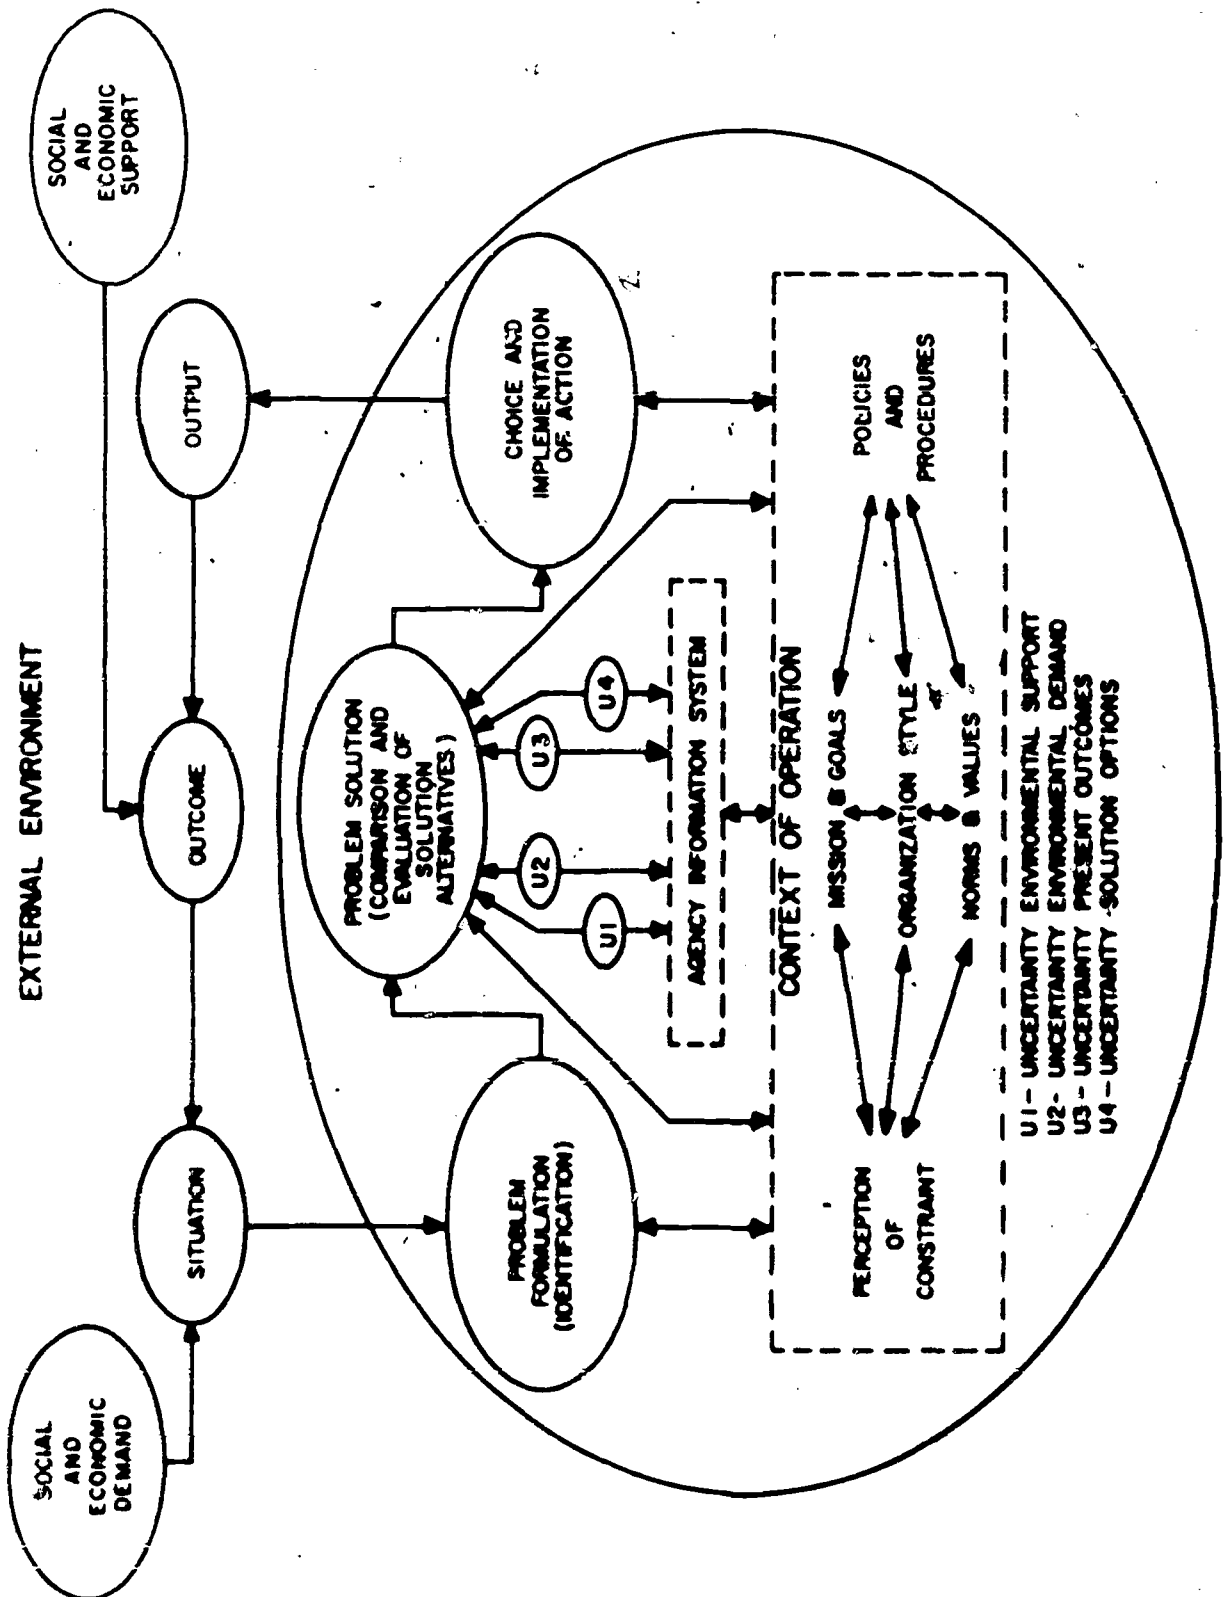 EXTERNAL ENVIRONMENT
SOCIAL
AND
ECONOMIC
DEMAND
SITUATION
OUTCOME
OUTPUT
SOCIAL
AND
ECONOMIC
SUPPORT
PROBLEM
FORMULATION
(IDENTIFICATION)
PROBLEM SOLUTION
(COMPARISON AND
EVALUATION OF
SOLUTION
ALTERNATIVES)
CHOICE AND
IMPLEMENTATION
OF ACTION
U1
U2
U3
U4
AGENCY INFORMATION SYSTEM
CONTEXT OF OPERATION
PERCEPTION
OF
CONSTRAINT
MISSION & GOALS
ORGANIZATION STYLE
NORMS & VALUES
POLICIES
AND
PROCEDURES
U1- UNCERTAINTY ENVIRONMENTAL SUPPORT
U2- UNCERTAINTY ENVIRONMENTAL DEMAND
U3- UNCERTAINTY PRESENT OUTCOMES
U4- UNCERTAINTY-SOLUTION OPTIONS